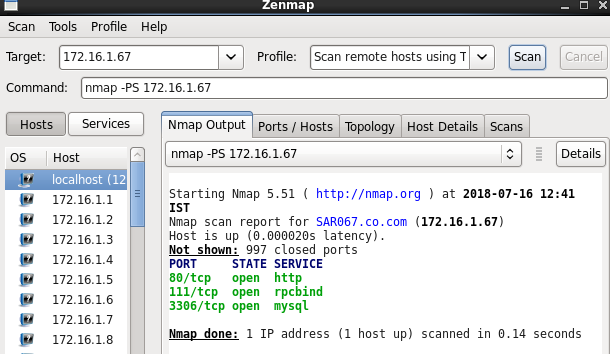 Zenmap
Scan Tools Profile Help
Target: 172.16.1.67 Profile: Scan remote hosts using T Scan Cancel
Command: nmap -PS 172.16.1.67
Hosts Services Nmap Output Ports / Hosts Topology Host Details Scans
nmap -PS 172.16.1.67 Details
OS Host
localhost (12
172.16.1.1
172.16.1.2
172.16.1.3
172.16.1.4
172.16.1.5
172.16.1.6
172.16.1.7
172.16.1.8
Starting Nmap 5.51 ( http://nmap.org ) at 2018-07-16 12:41
IST
Nmap scan report for SAR067.co.com (172.16.1.67)
Host is up (0.000020s latency).
Not shown: 997 closed ports
PORT STATE SERVICE
80/tcp open http
111/tcp open rpcbind
3306/tcp open mysql
Nmap done: 1 IP address (1 host up) scanned in 0.14 seconds